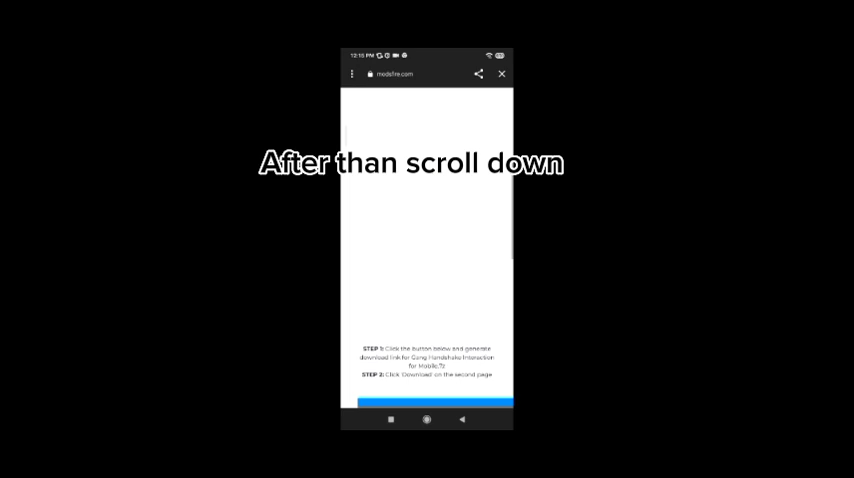 12:15 PM
modsfire.com
After than scroll down
STEP 1: Click the button below and generate
download link for Gang Handshake Interaction
for Mobile.7z
STEP 2: Click 'Download' on the second page